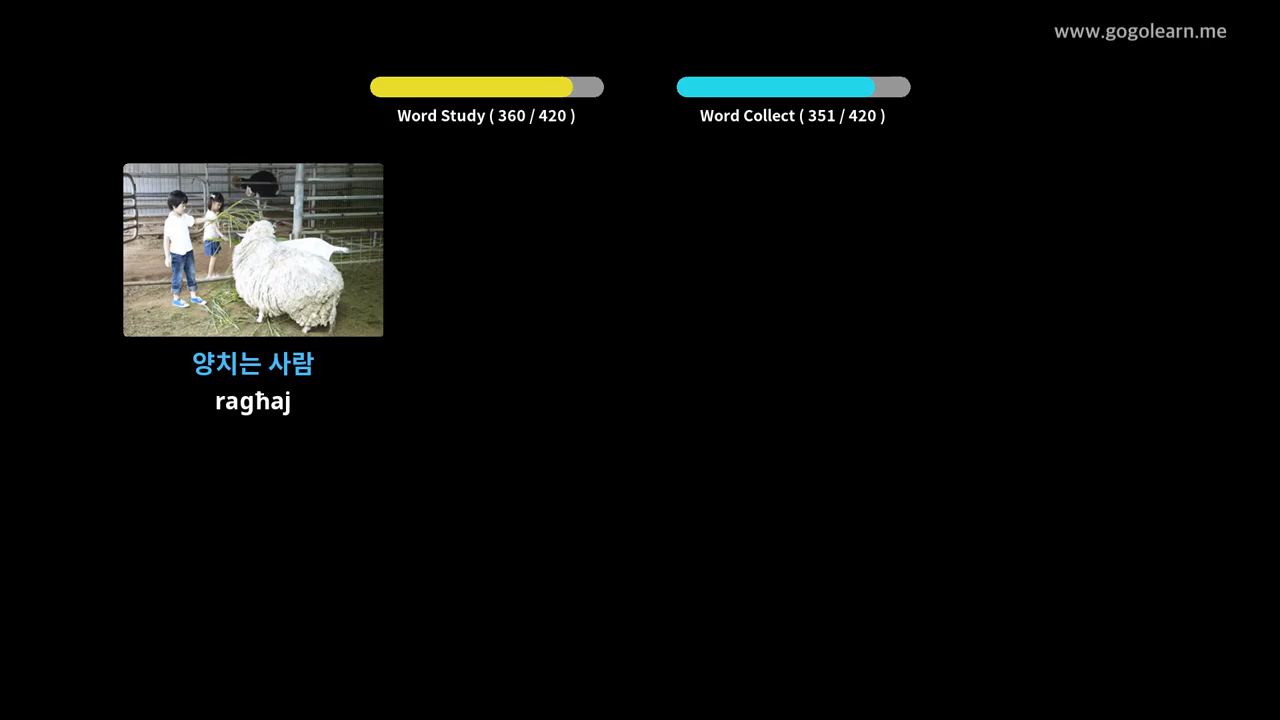 www.gogolearn.me
Word Study ( 360 / 420 )
Word Collect ( 351 / 420 )
양치는 사람
ragħaj